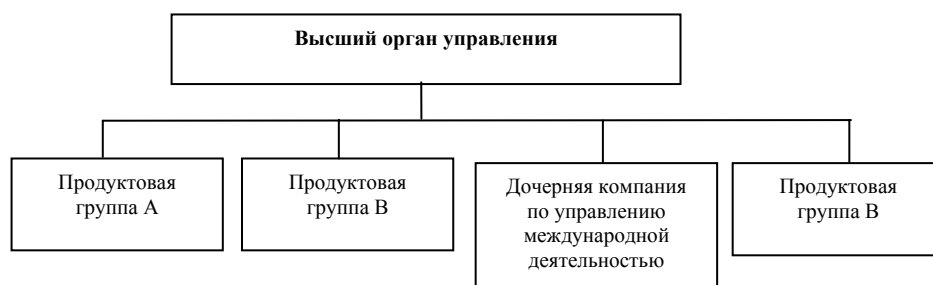 Высший орган управления
Продуктовая
группа А
Продуктовая
группа В
Дочерняя компания
по управлению
международной
деятельностью
Продуктовая
группа В